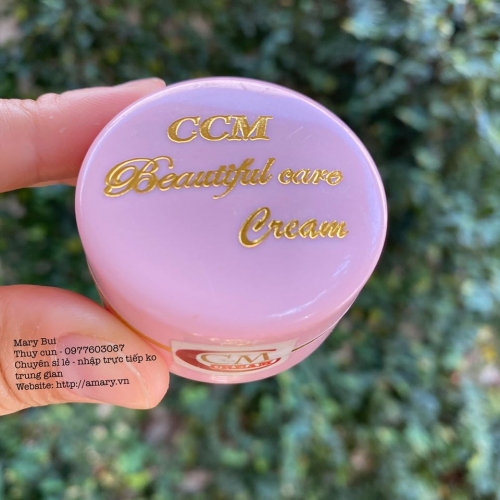 CCM
Beautiful care
Cream
CCM
Mary Bui
Thuy cun - 0977603087
Chuyên sỉ lẻ - nhập trực tiếp ko
trung gian
Website: http://amary.vn